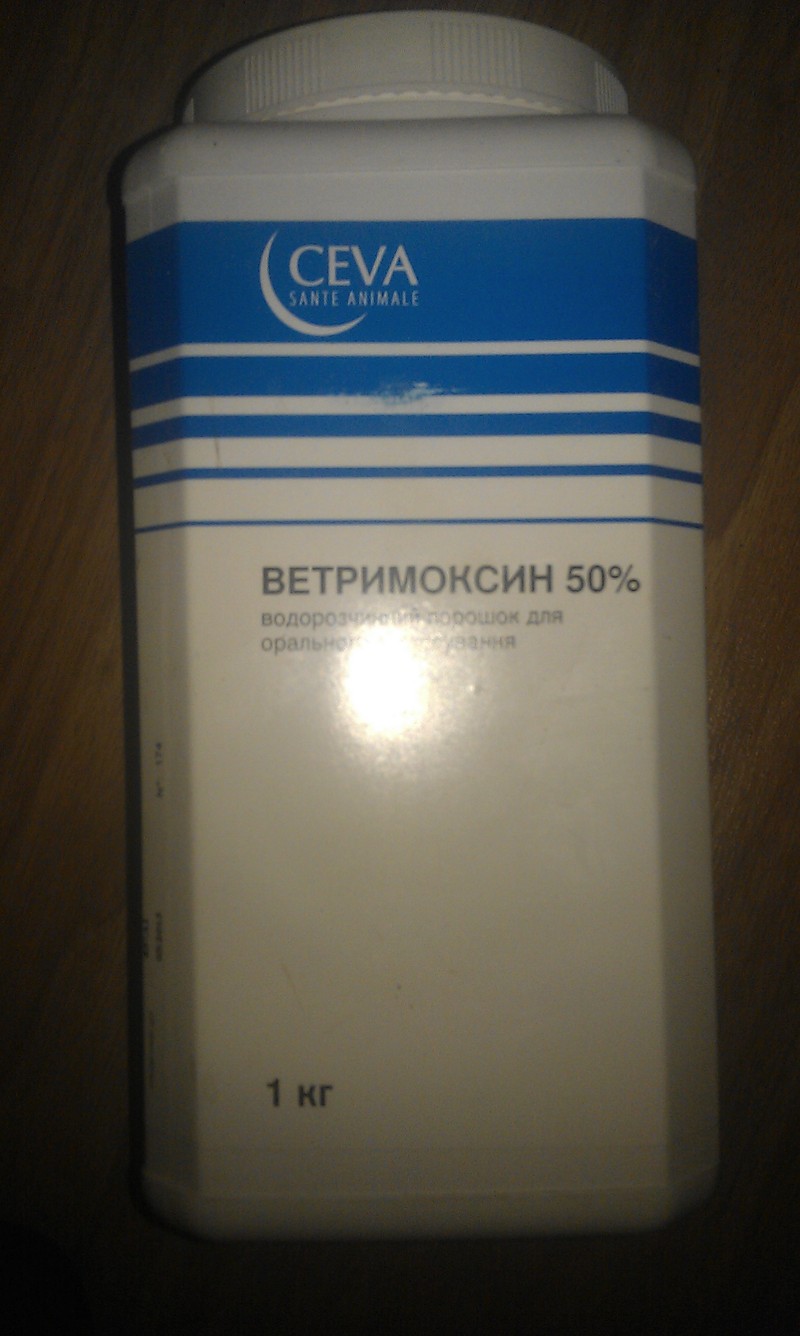 CEVA
SANTE ANIMALE
ВЕТРИМОКСИН 50%
водорозчинний порошок для
орального
1 кг